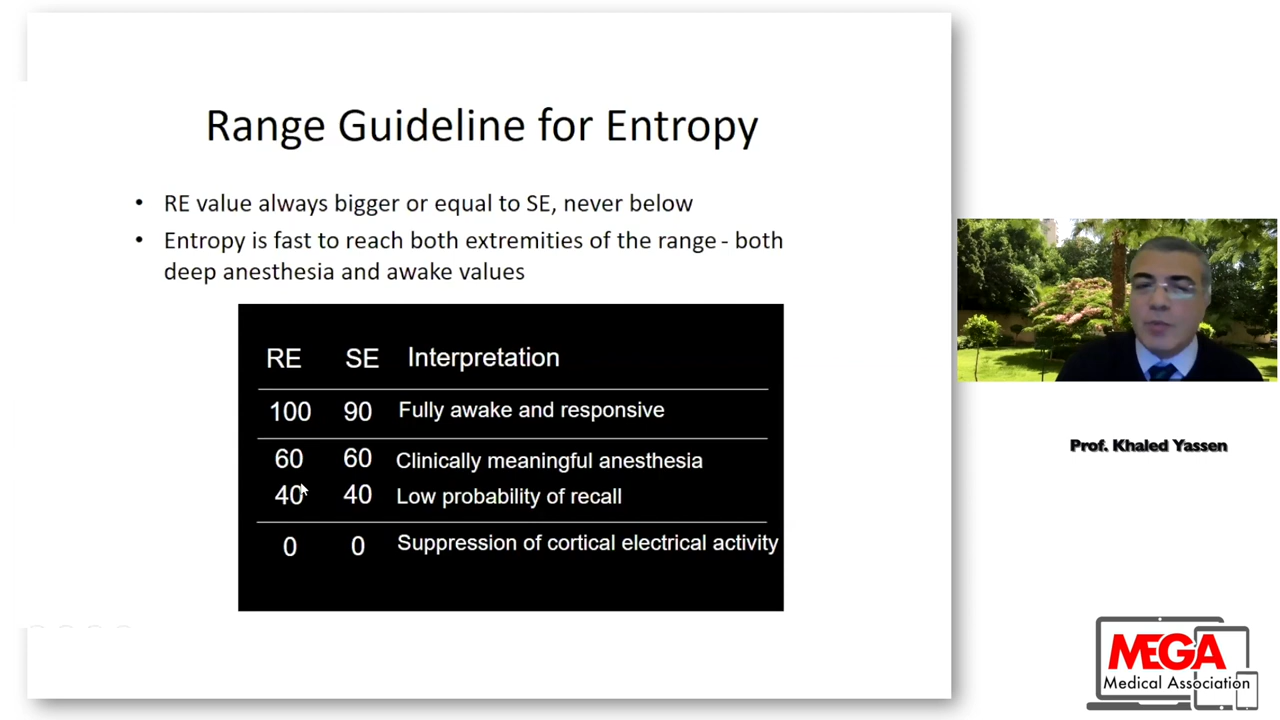 Range Guideline for Entropy
• RE value always bigger or equal to SE, never below
• Entropy is fast to reach both extremities of the range - both
deep anesthesia and awake values
RE SE Interpretation
100 90 Fully awake and responsive
60 60 Clinically meaningful anesthesia
40 40 Low probability of recall
0 0 Suppression of cortical electrical activity
Prof. Khaled Yassen
MEGA
Medical Association